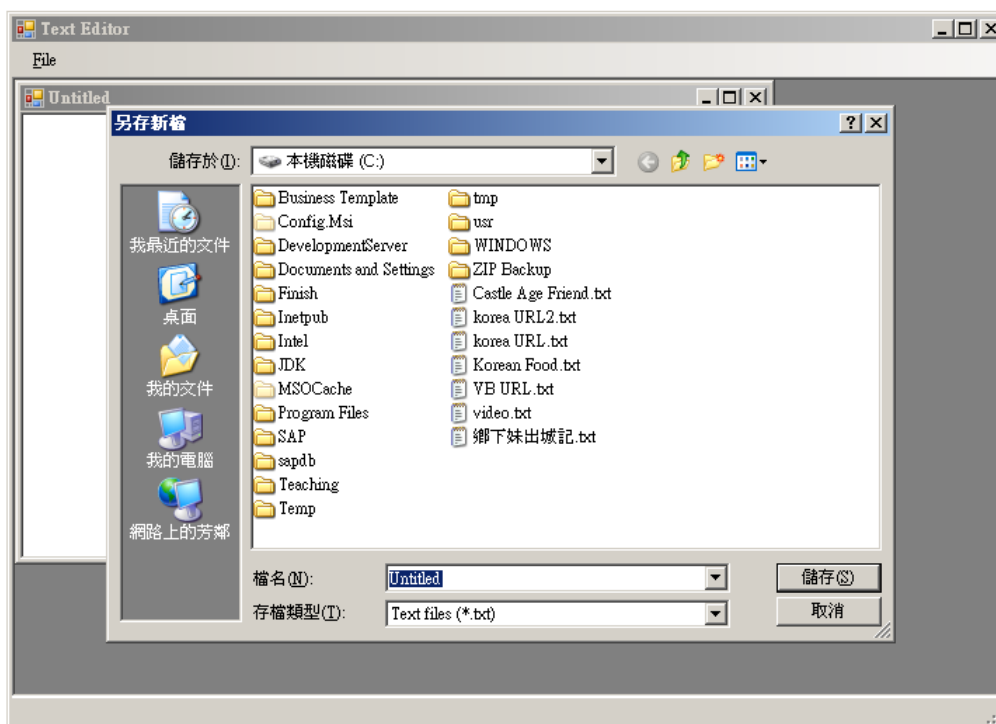 Text Editor
File
Untitled
另存新檔
儲存於(I):
本機磁碟 (C:)
我最近的文件
桌面
我的文件
我的電腦
網路上的芳鄰
Business Template
Config.Msi
DevelopmentServer
Documents and Settings
Finish
Inetpub
Intel
JDK
MSOCache
Program Files
SAP
sapdb
Teaching
Temp
tmp
usr
WINDOWS
ZIP Backup
Castle Age Friend.txt
korea URL2.txt
korea URL.txt
Korean Food.txt
VB URL.txt
video.txt
鄉下妹出城記.txt
檔名(N):
Untitled
儲存(S)
存檔類型(T):
Text files (*.txt)
取消